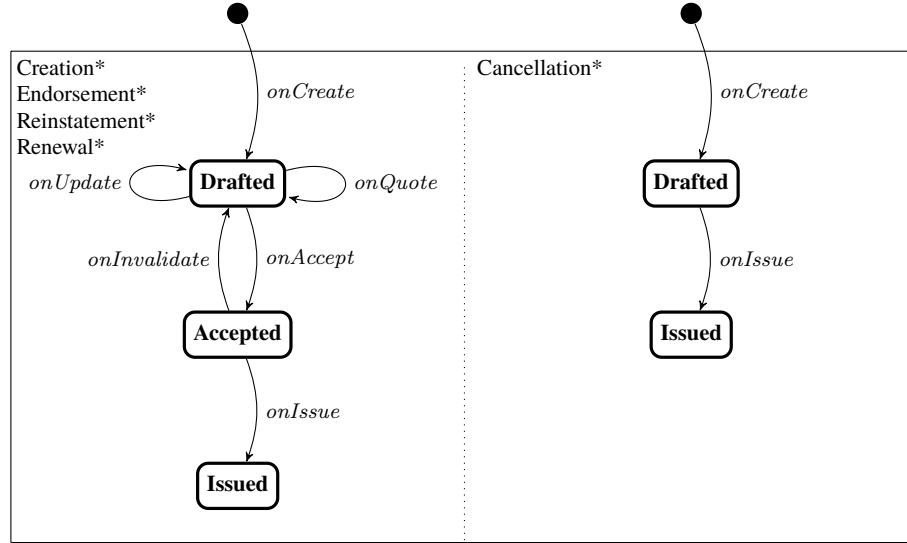 Creation*
Endorsement*
Reinstatement*
Renewal*
onCreate
Drafted
onUpdate
onQuote
onInvalidate
onAccept
Accepted
onIssue
Issued
Cancellation*
onCreate
Drafted
onIssue
Issued